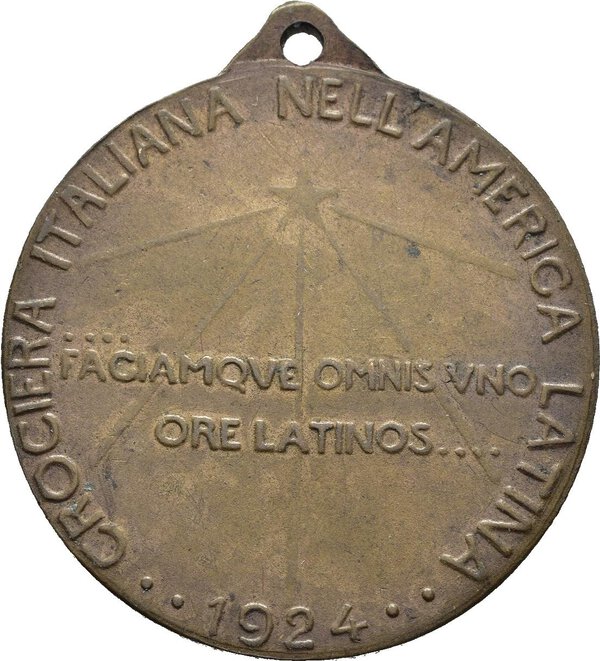 CROCIERA ITALIANA NELL'AMERICA LATINA
....
FACIAMQVE OMNIS VNO
ORE LATINOS....
..1924..